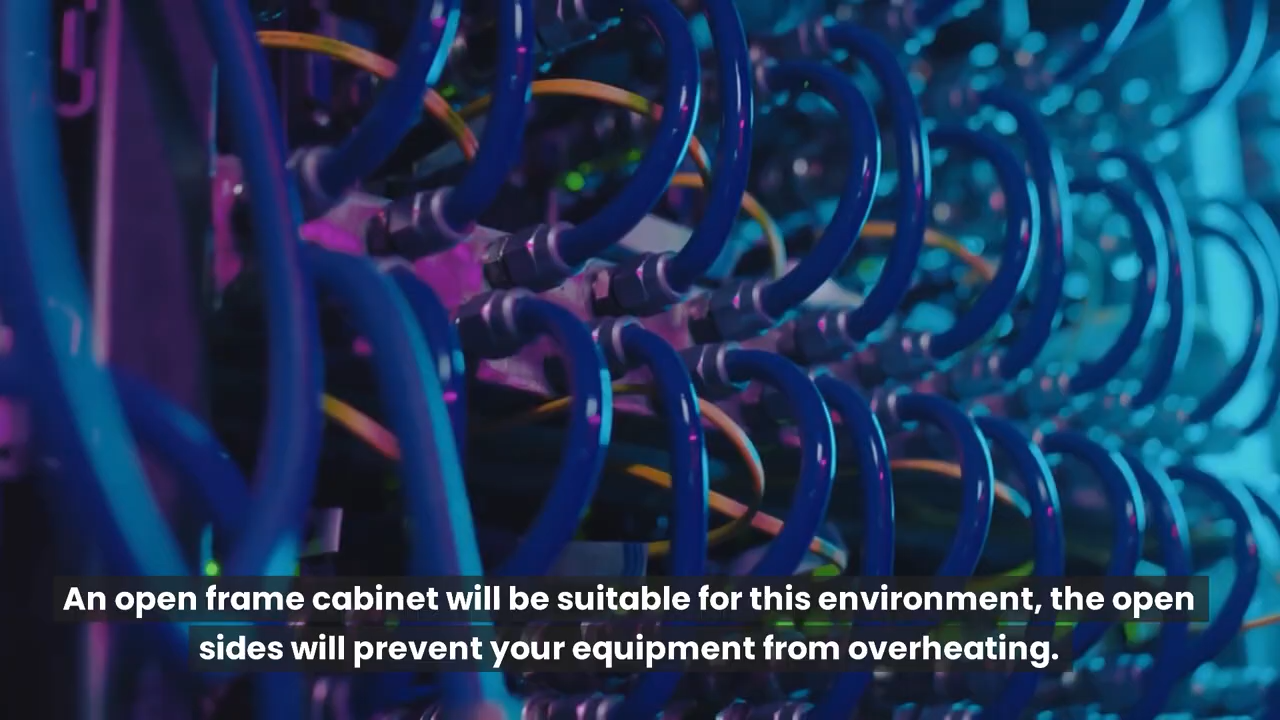 An open frame cabinet will be suitable for this environment, the open
sides will prevent your equipment from overheating.